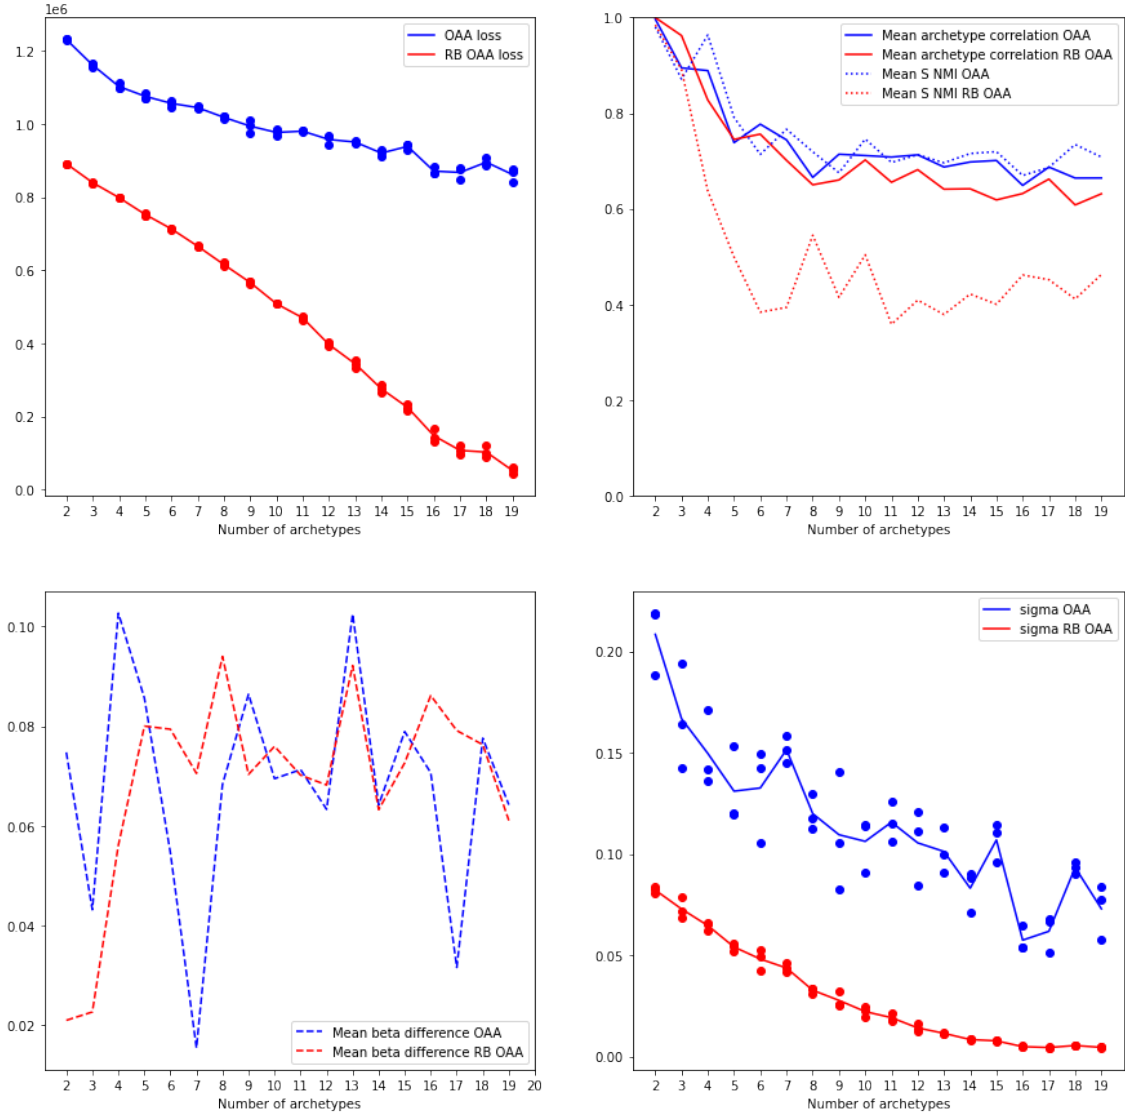 1e6
1.2
1.0
0.8
0.6
0.4
0.2
0.0
OAA loss
RB OAA loss
2 3 4 5 6 7 8 9 10 11 12 13 14 15 16 17 18 19
Number of archetypes
1.0
0.8
0.6
0.4
0.2
0.0
Mean archetype correlation OAA
Mean archetype correlation RB OAA
Mean S NMI OAA
Mean S NMI RB OAA
2 3 4 5 6 7 8 9 10 11 12 13 14 15 16 17 18 19
Number of archetypes
0.10
0.08
0.06
0.04
0.02
Mean beta difference OAA
Mean beta difference RB OAA
2 3 4 5 6 7 8 9 10 11 12 13 14 15 16 17 18 19 20
Number of archetypes
0.20
0.15
0.10
0.05
0.00
sigma OAA
sigma RB OAA
2 3 4 5 6 7 8 9 10 11 12 13 14 15 16 17 18 19
Number of archetypes